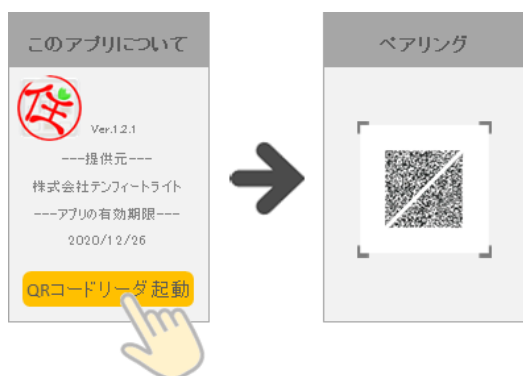 このアプリについて
住
Ver.1.2.1
---提供元---
株式会社テンフィートライト
---アプリの有効期限---
2020/12/26
QRコードリーダ起動
ペアリング